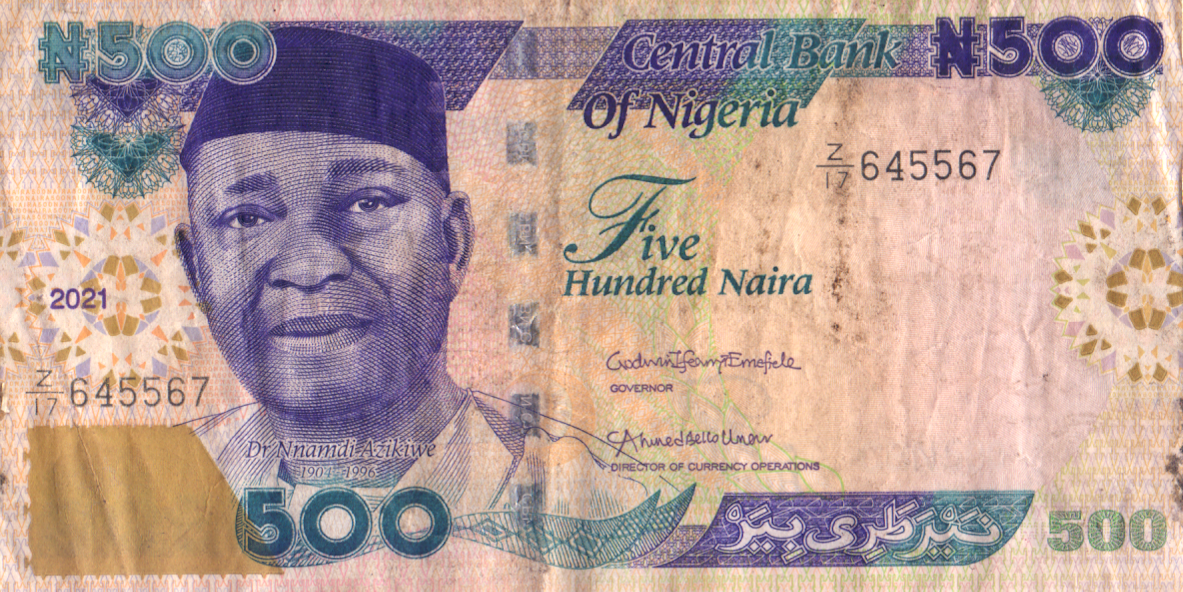 ₦500
Central Bank
Of Nigeria
₦500
Z/17 645567
Five
Hundred Naira
2021
Z/17 645567
GOVERNOR
DIRECTOR OF CURRENCY OPERATIONS
Dr Nnamdi Azikiwe
1904 - 1996
500
نَيْرَ طَرِی بِيَرْ
500